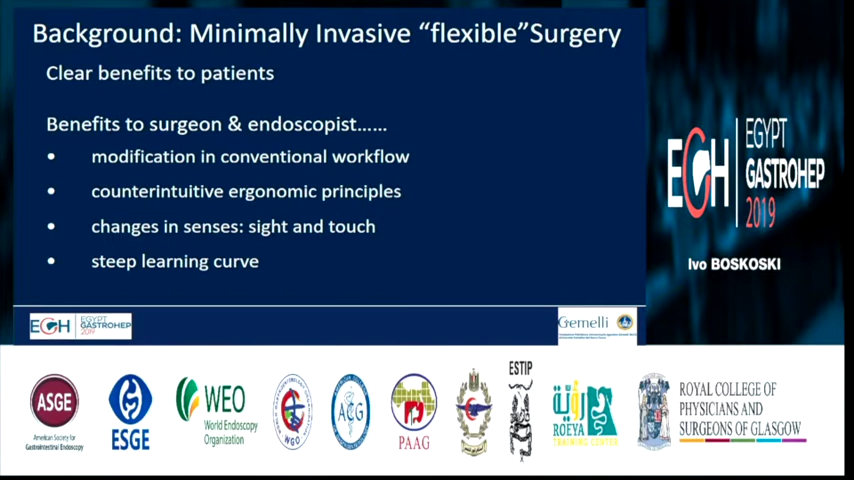 Background: Minimally Invasive “flexible”Surgery
Clear benefits to patients
Benefits to surgeon & endoscopist......
• modification in conventional workflow
• counterintuitive ergonomic principles
• changes in senses: sight and touch
• steep learning curve
EGH EGYPT GASTROHEP 2019
Gemelli
EGH
EGYPT
GASTROHEP
2019
Ivo BOSKOSKI
ASGE
American Society for
Gastrointestinal Endoscopy
ESGE
WEO
World Endoscopy
Organization
WGO
ACG
PAAG
ESTIP
رؤية
ROEYA
TRAINING CENTER
ROYAL COLLEGE OF
PHYSICIANS AND
SURGEONS OF GLASGOW